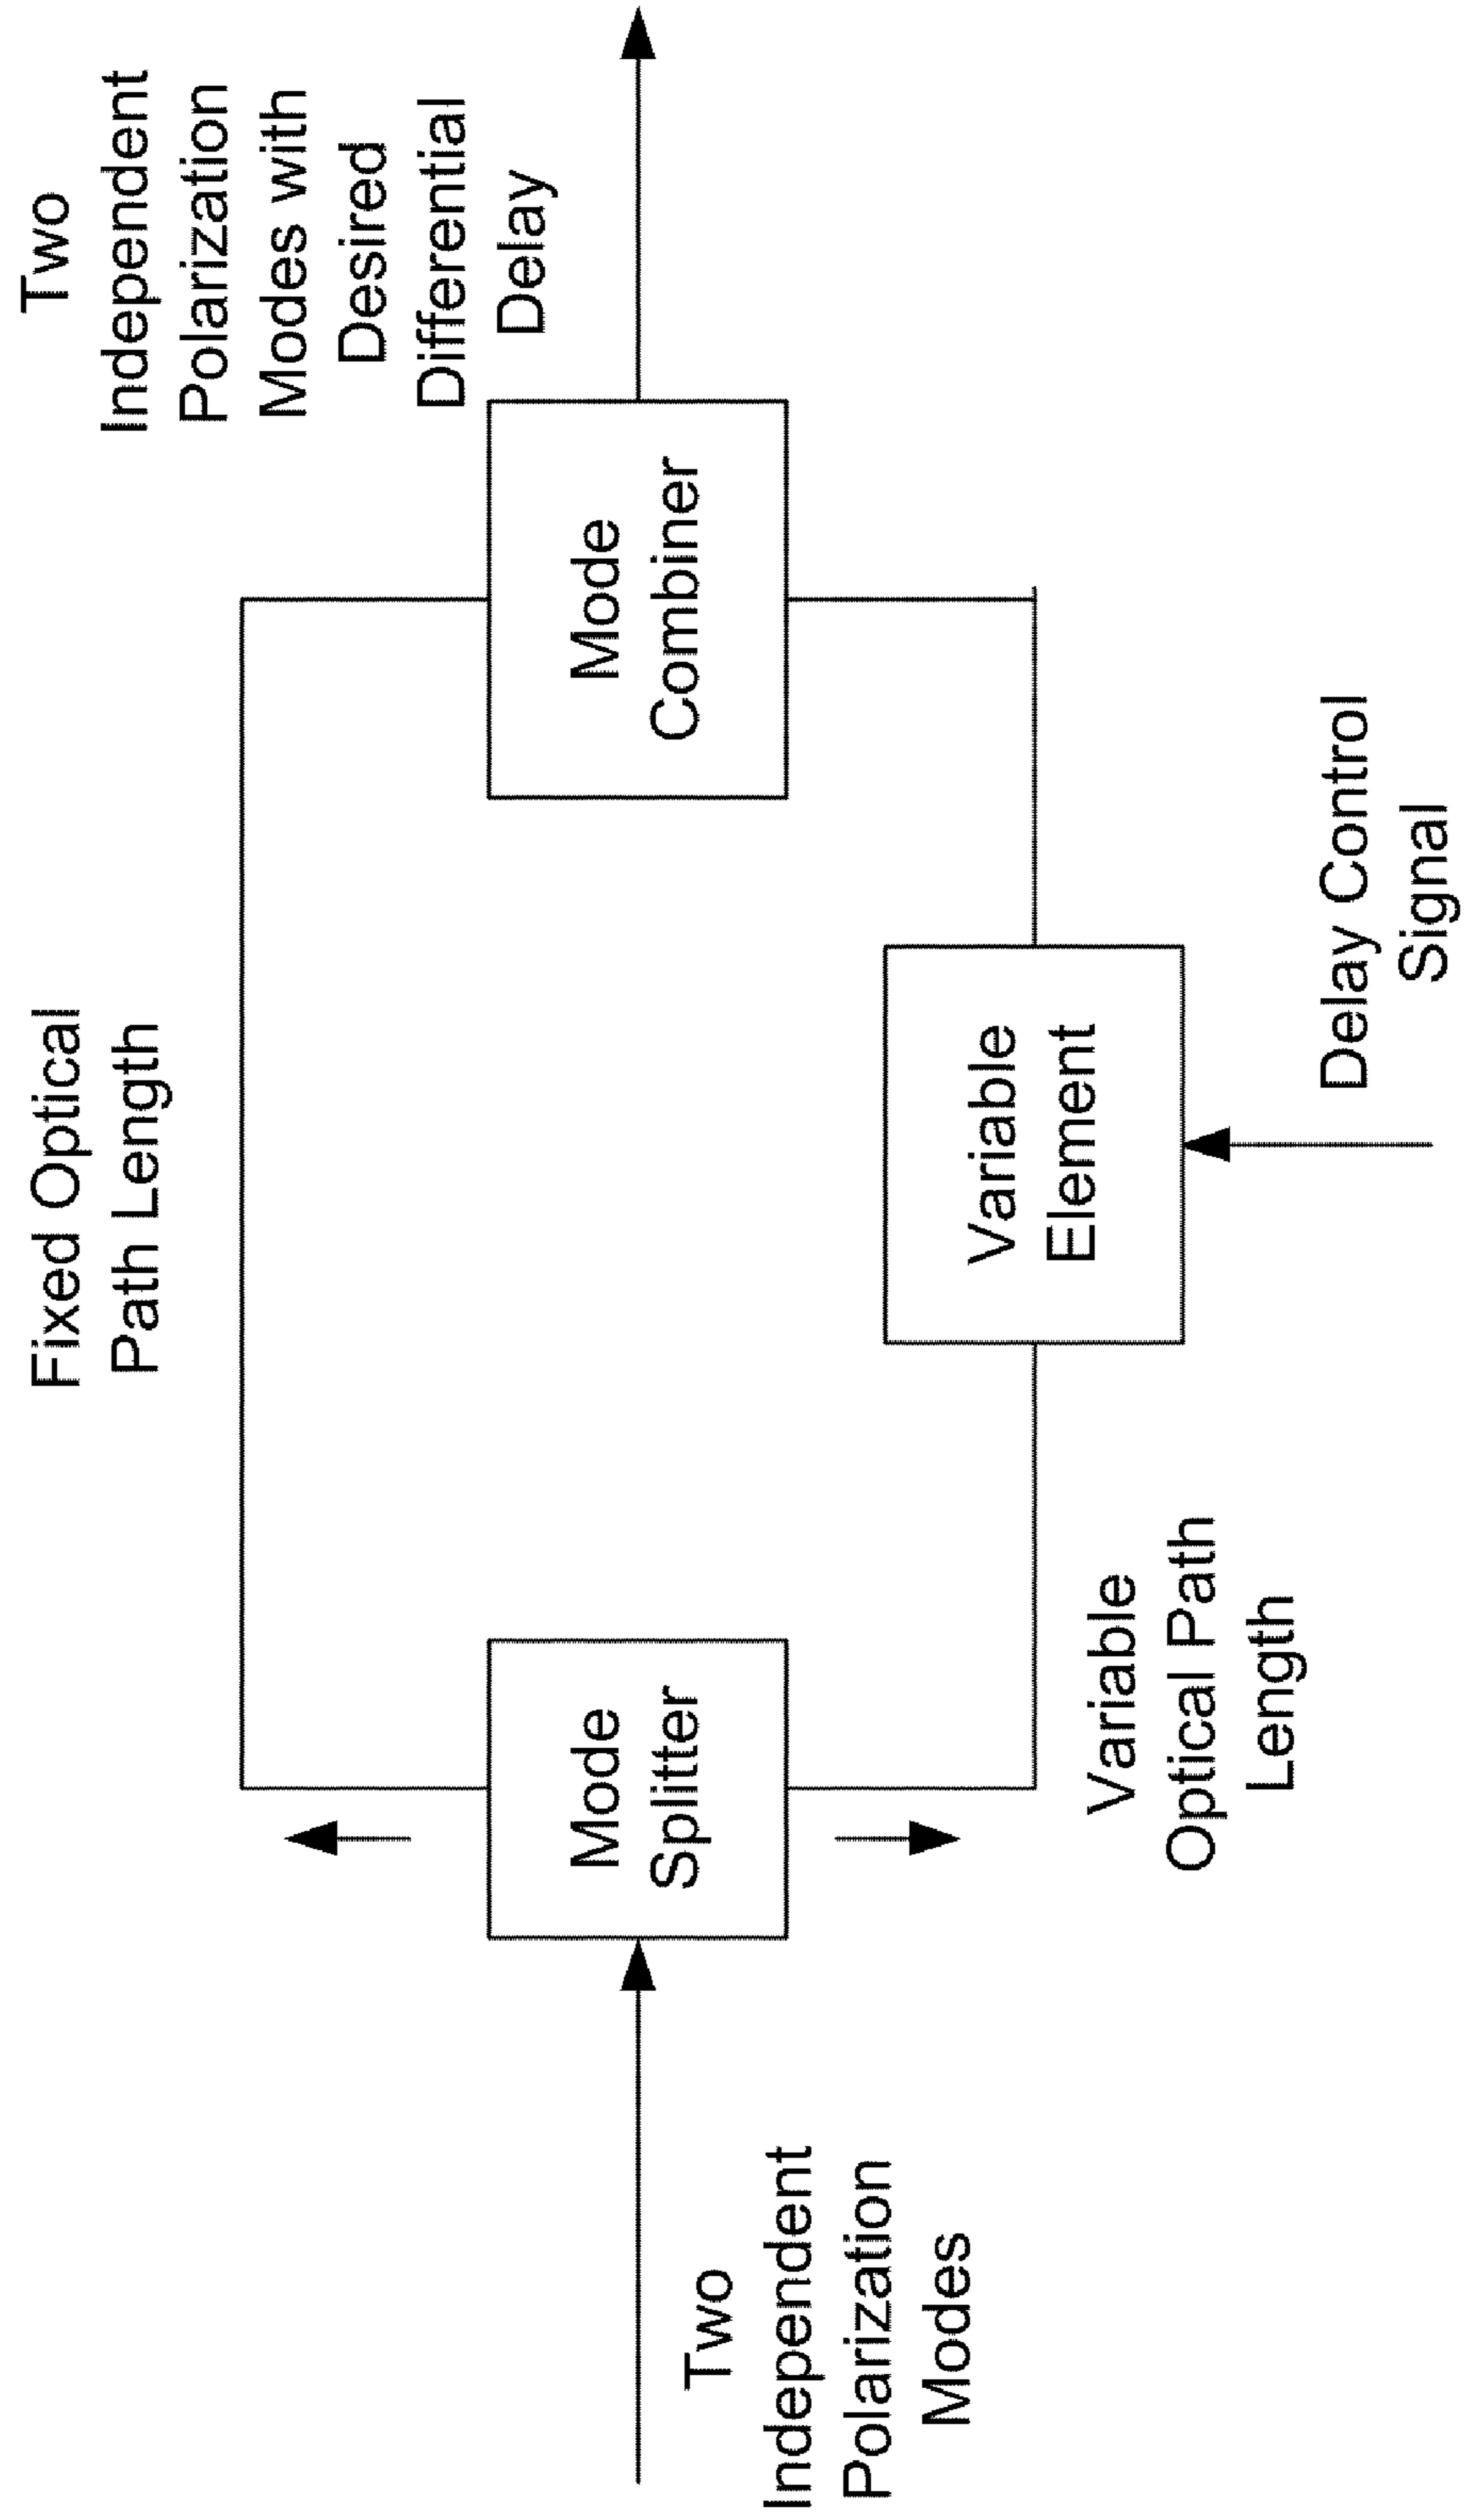 Two
Independent
Polarization
Modes
Mode
Splitter
Fixed Optical
Path Length
Variable
Optical Path
Length
Variable
Element
Delay Control
Signal
Mode
Combiner
Two
Independent
Polarization
Modes with
Desired
Differential
Delay